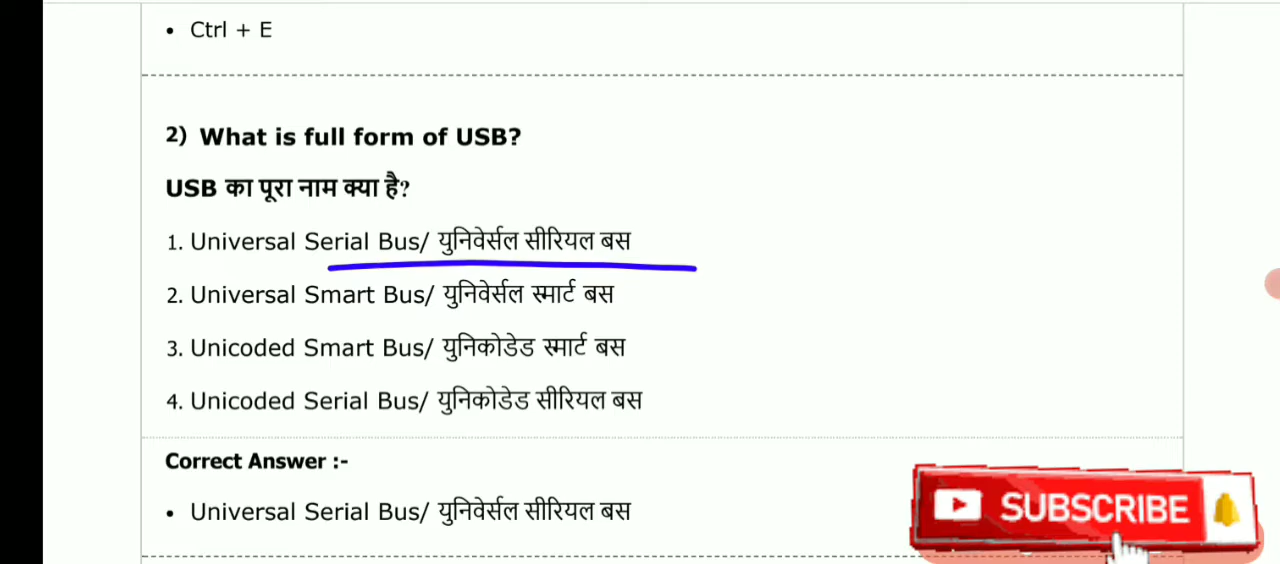 • Ctrl + E
2) What is full form of USB?
USB का पूरा नाम क्या है?
1. Universal Serial Bus/ युनिवेर्सल सीरियल बस
2. Universal Smart Bus/ युनिवेर्सल स्मार्ट बस
3. Unicoded Smart Bus/ युनिकोडेड स्मार्ट बस
4. Unicoded Serial Bus/ युनिकोडेड सीरियल बस
Correct Answer :-
• Universal Serial Bus/ युनिवेर्सल सीरियल बस
SUBSCRIBE